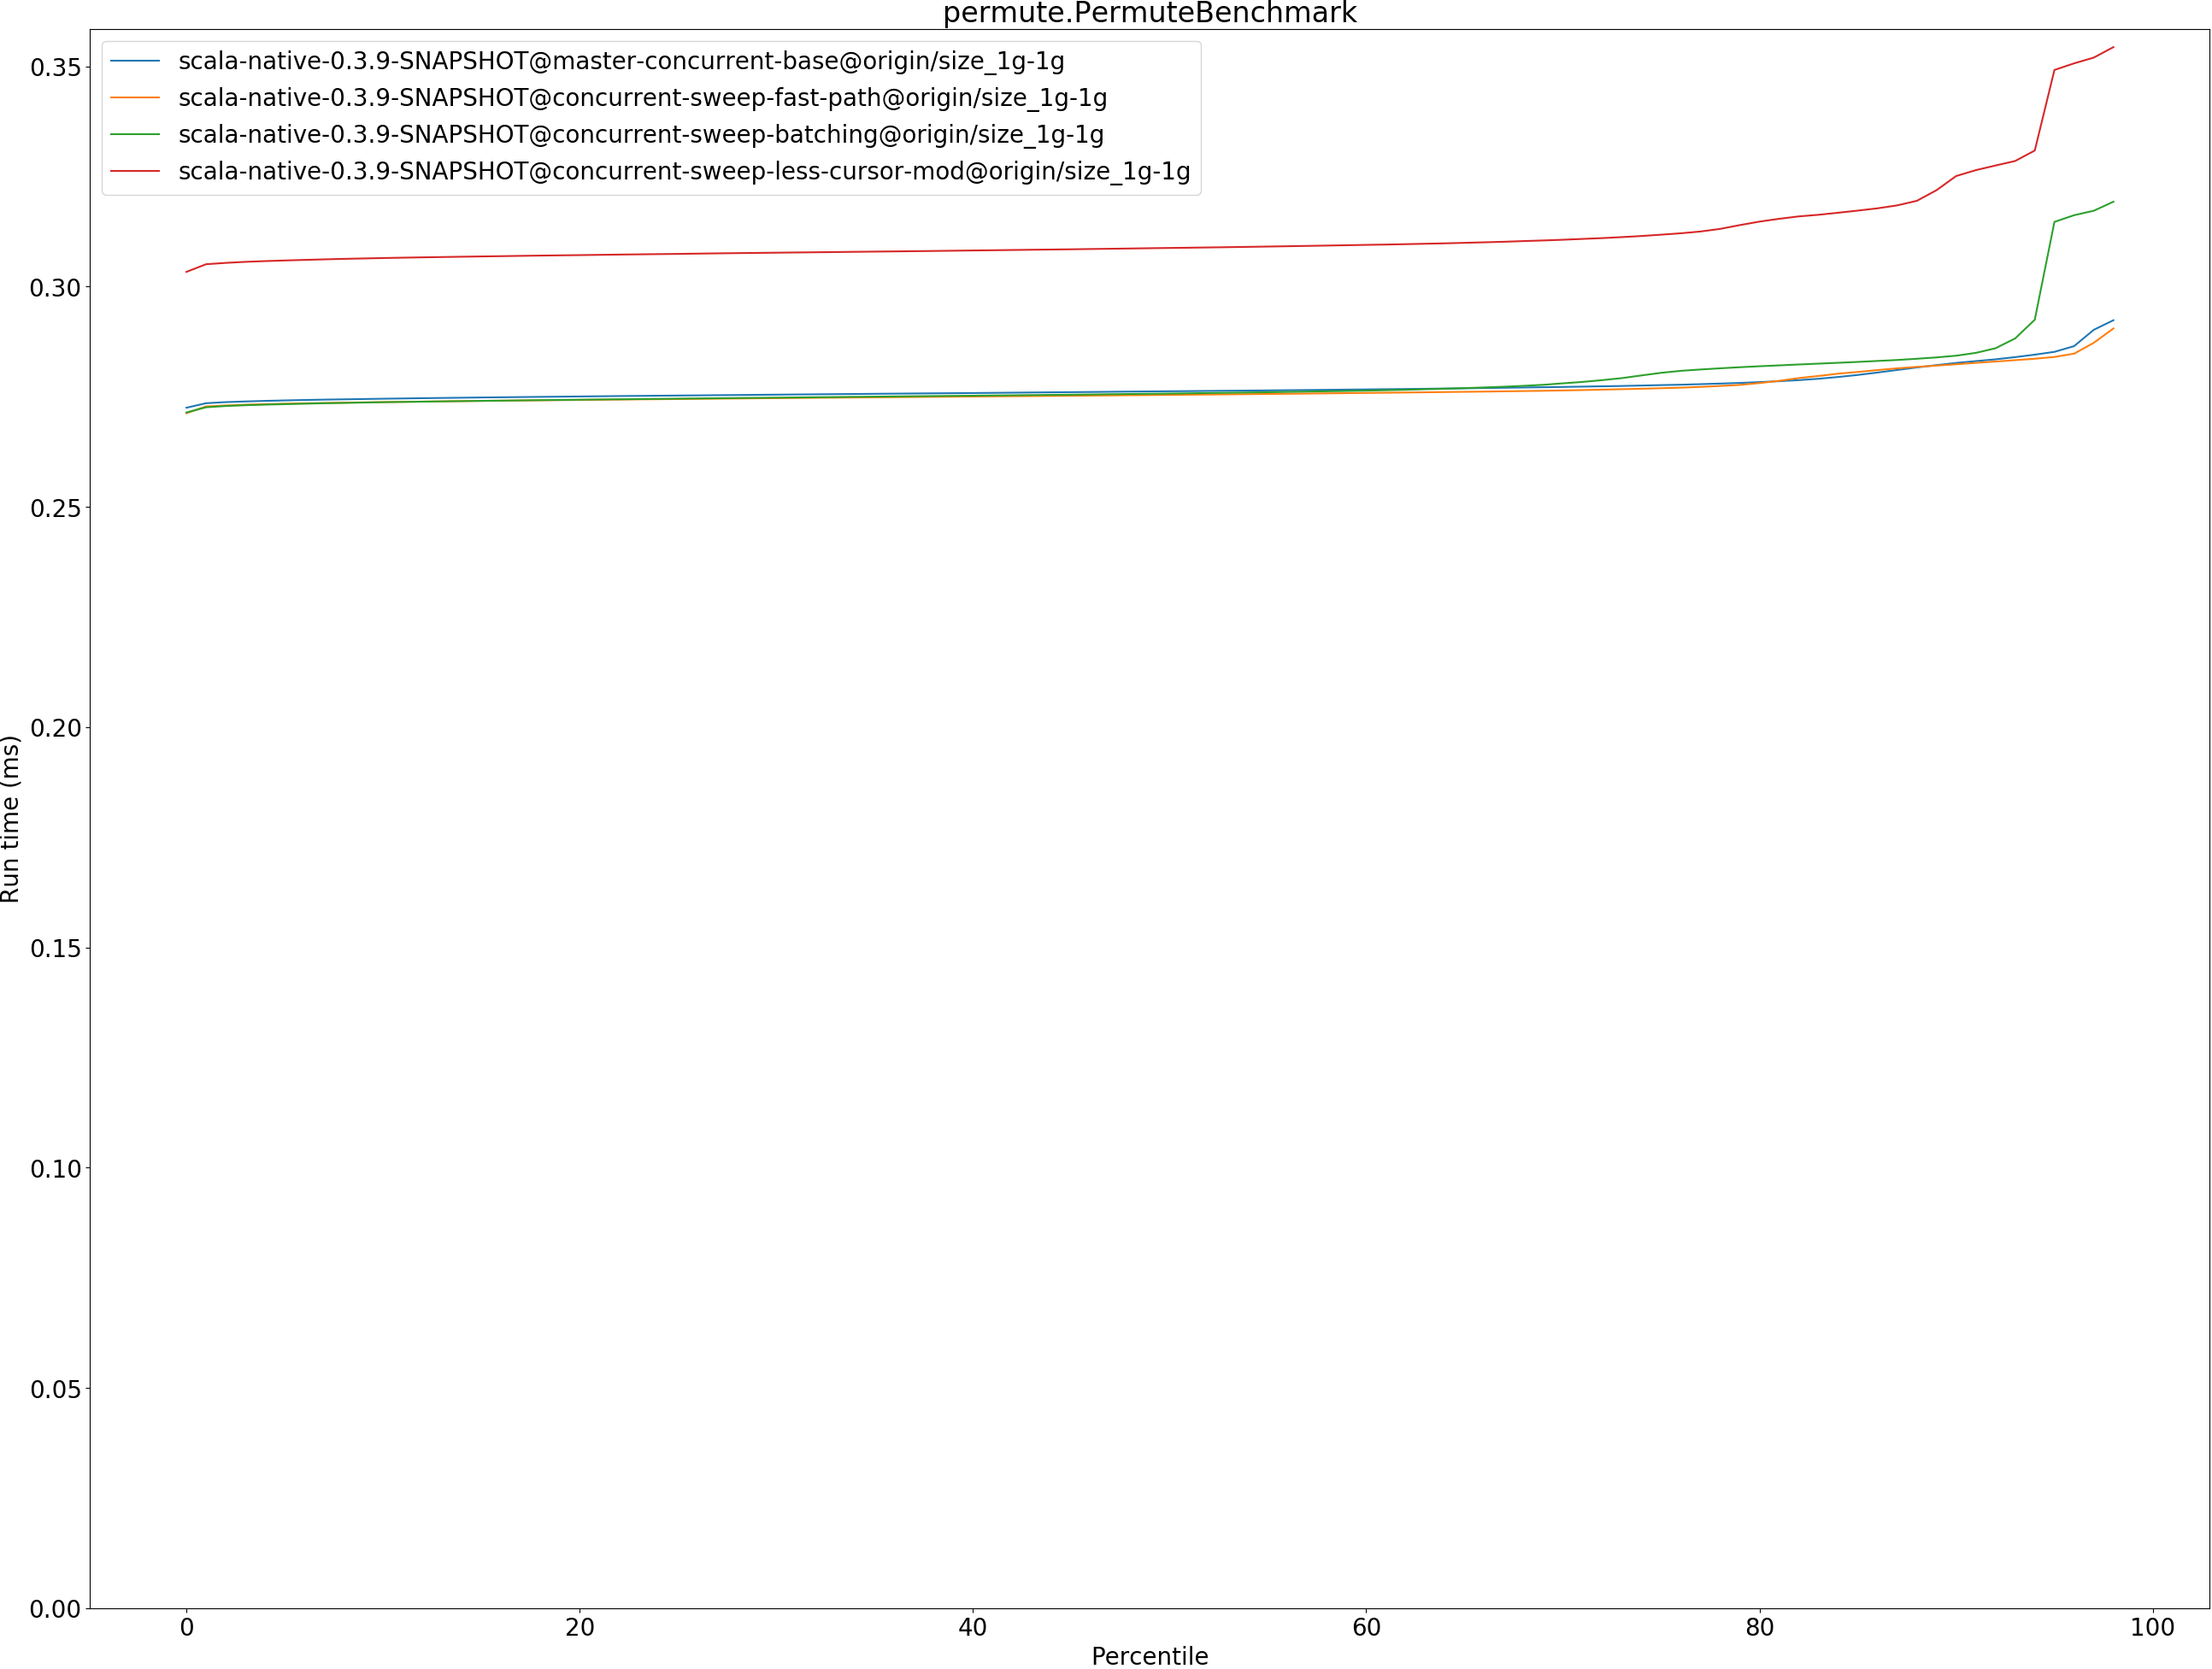 permute.PermuteBenchmark
scala-native-0.3.9-SNAPSHOT@master-concurrent-base@origin/size_1g-1g
scala-native-0.3.9-SNAPSHOT@concurrent-sweep-fast-path@origin/size_1g-1g
scala-native-0.3.9-SNAPSHOT@concurrent-sweep-batching@origin/size_1g-1g
scala-native-0.3.9-SNAPSHOT@concurrent-sweep-less-cursor-mod@origin/size_1g-1g
0.35
0.30
0.25
0.20
0.15
0.10
0.05
0.00
Run time (ms)
0 20 40 60 80 100
Percentile